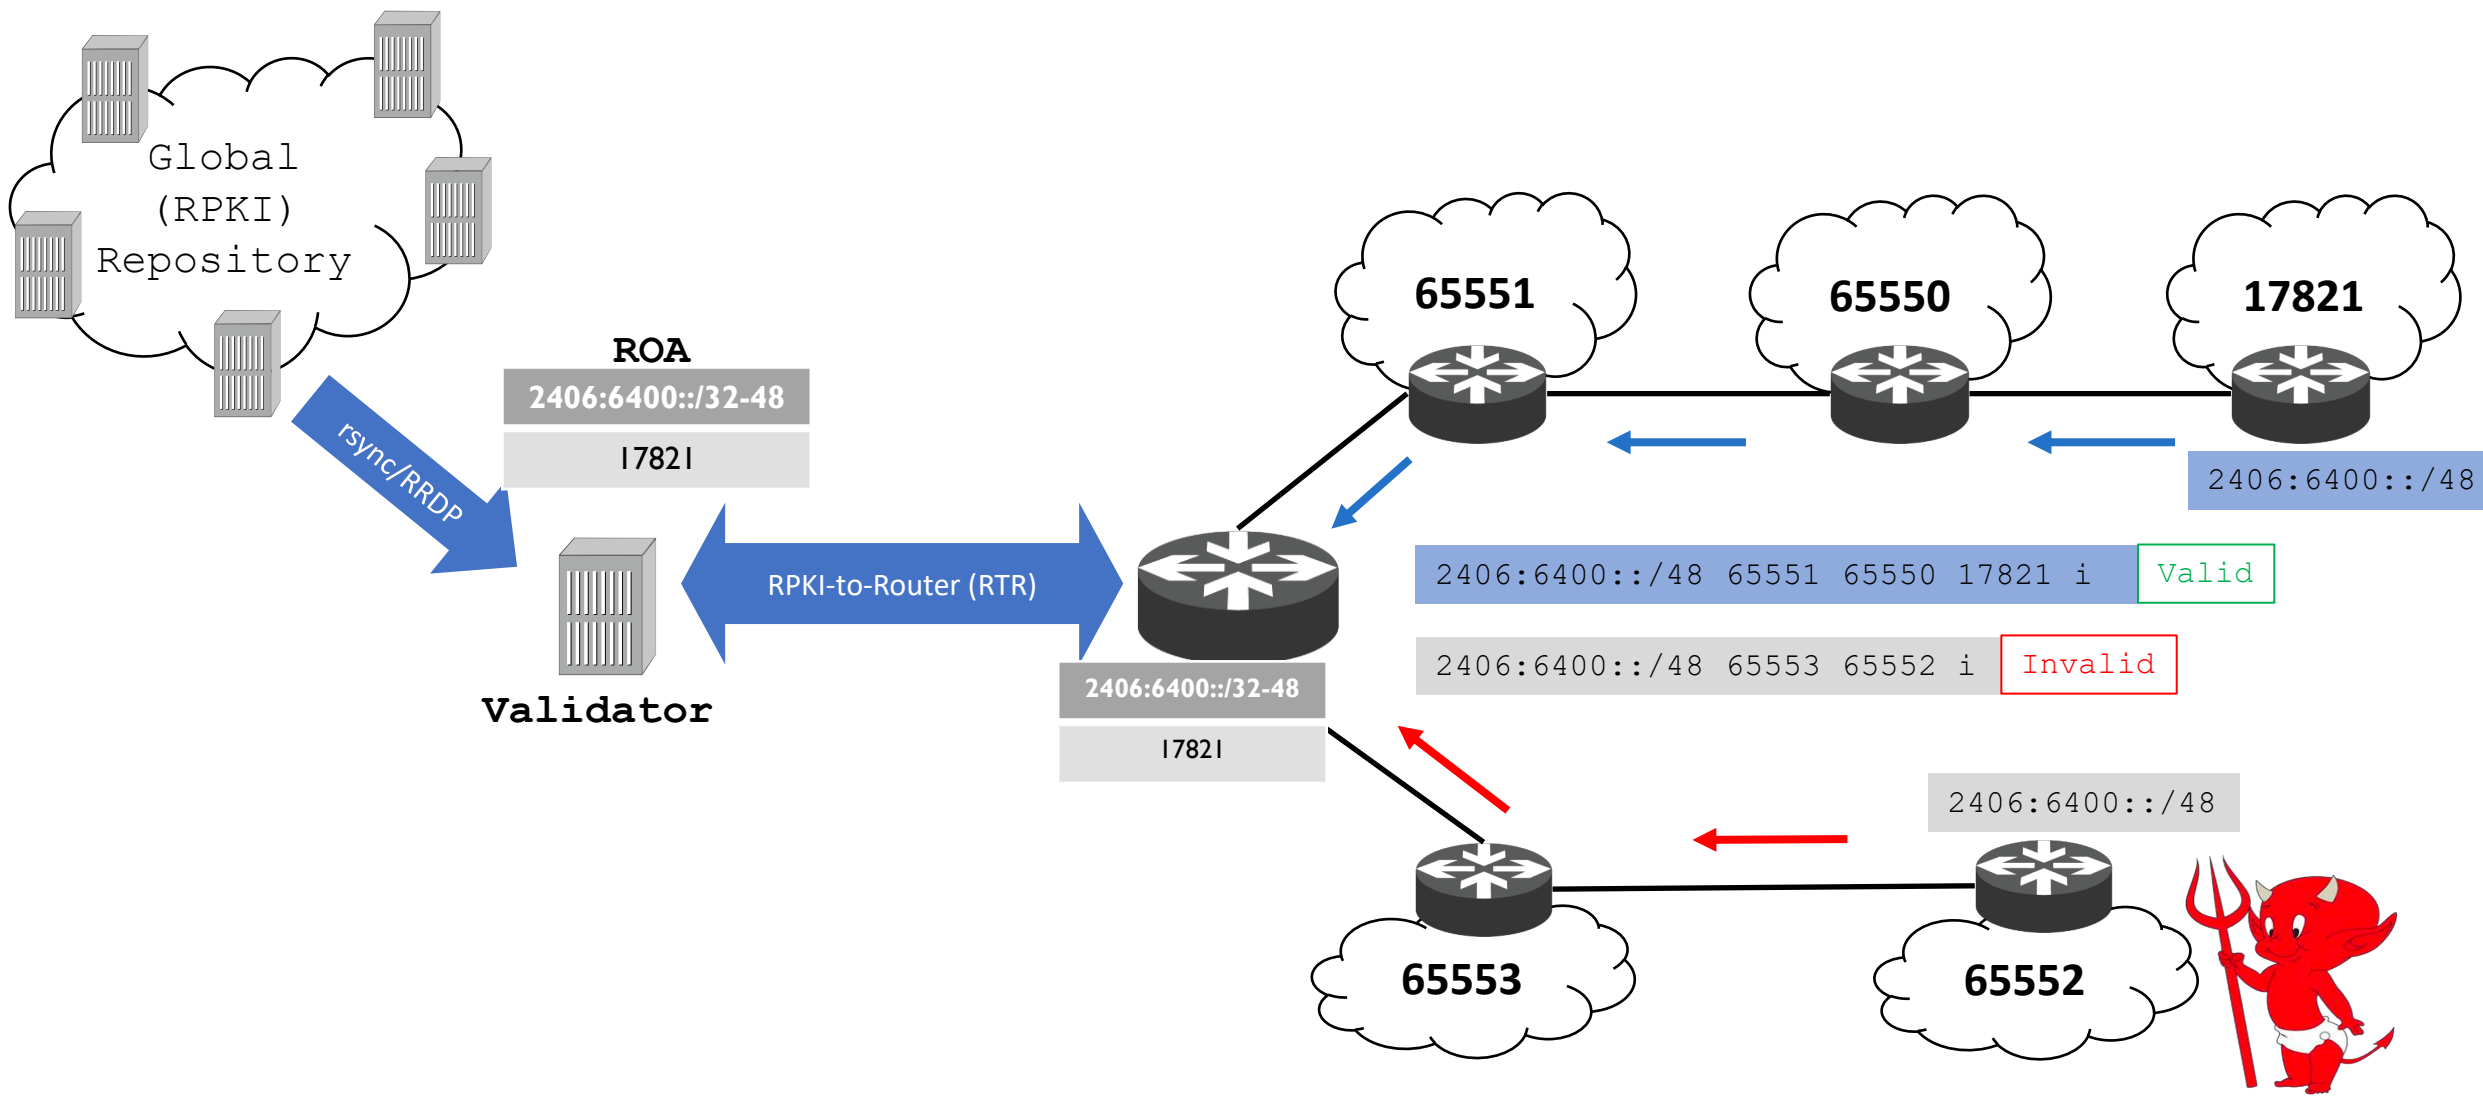 Global
(RPKI)
Repository
rsync/RRDP
ROA
2406:6400::/32-48
17821
Validator
RPKI-to-Router (RTR)
2406:6400::/32-48
17821
65551
65550
17821
2406:6400::/48
2406:6400::/48 65551 65550 17821 i Valid
2406:6400::/48 65553 65552 i Invalid
2406:6400::/48
65553
65552